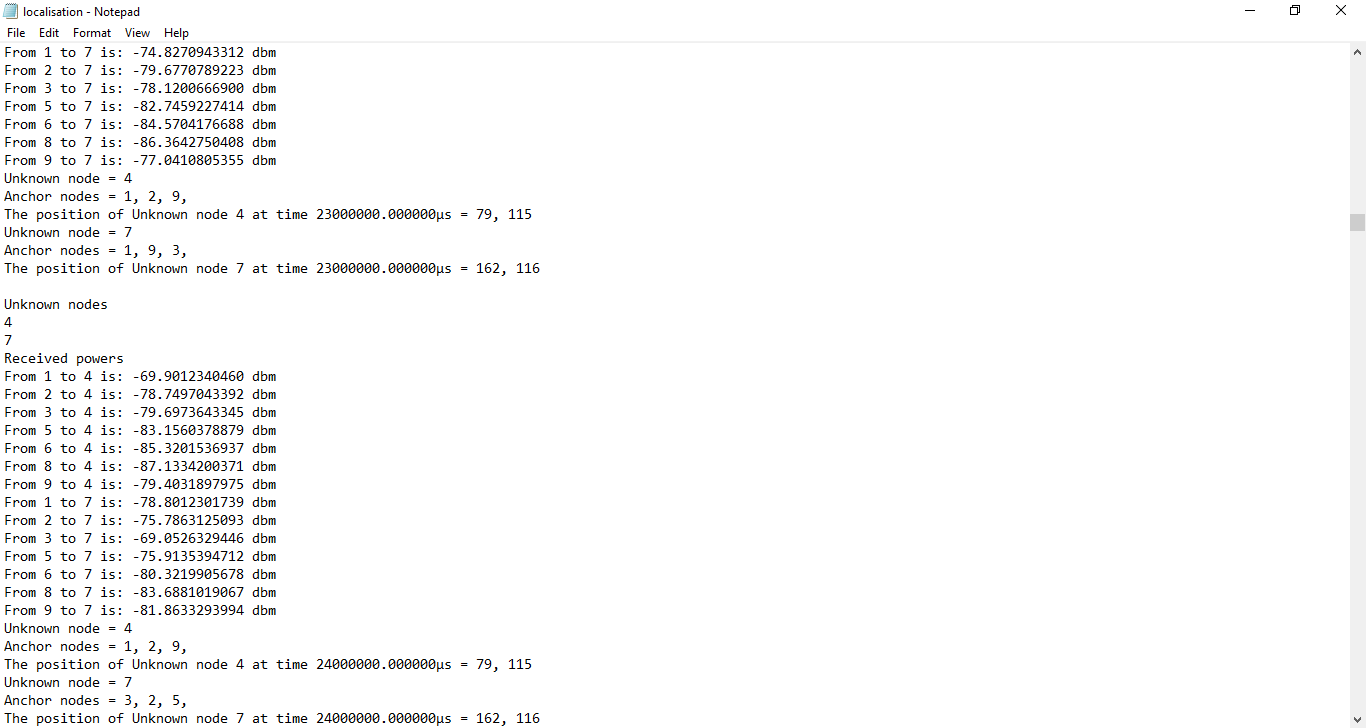 localisation - Notepad
File Edit Format View Help
From 1 to 7 is: -74.8270943312 dbm
From 2 to 7 is: -79.6770789223 dbm
From 3 to 7 is: -78.1200666900 dbm
From 5 to 7 is: -82.7459227414 dbm
From 6 to 7 is: -84.5704176688 dbm
From 8 to 7 is: -86.3642750408 dbm
From 9 to 7 is: -77.0410805355 dbm
Unknown node = 4
Anchor nodes = 1, 2, 9,
The position of Unknown node 4 at time 23000000.000000µs = 79, 115
Unknown node = 7
Anchor nodes = 1, 9, 3,
The position of Unknown node 7 at time 23000000.000000µs = 162, 116
Unknown nodes
4
7
Received powers
From 1 to 4 is: -69.9012340460 dbm
From 2 to 4 is: -78.7497043392 dbm
From 3 to 4 is: -79.6973643345 dbm
From 5 to 4 is: -83.1560378879 dbm
From 6 to 4 is: -85.3201536937 dbm
From 8 to 4 is: -87.1334200371 dbm
From 9 to 4 is: -79.4031897975 dbm
From 1 to 7 is: -78.8012301739 dbm
From 2 to 7 is: -75.7863125093 dbm
From 3 to 7 is: -69.0526329446 dbm
From 5 to 7 is: -75.9135394712 dbm
From 6 to 7 is: -80.3219905678 dbm
From 8 to 7 is: -83.6881019067 dbm
From 9 to 7 is: -81.8633293994 dbm
Unknown node = 4
Anchor nodes = 1, 2, 9,
The position of Unknown node 4 at time 24000000.000000µs = 79, 115
Unknown node = 7
Anchor nodes = 3, 2, 5,
The position of Unknown node 7 at time 24000000.000000µs = 162, 116